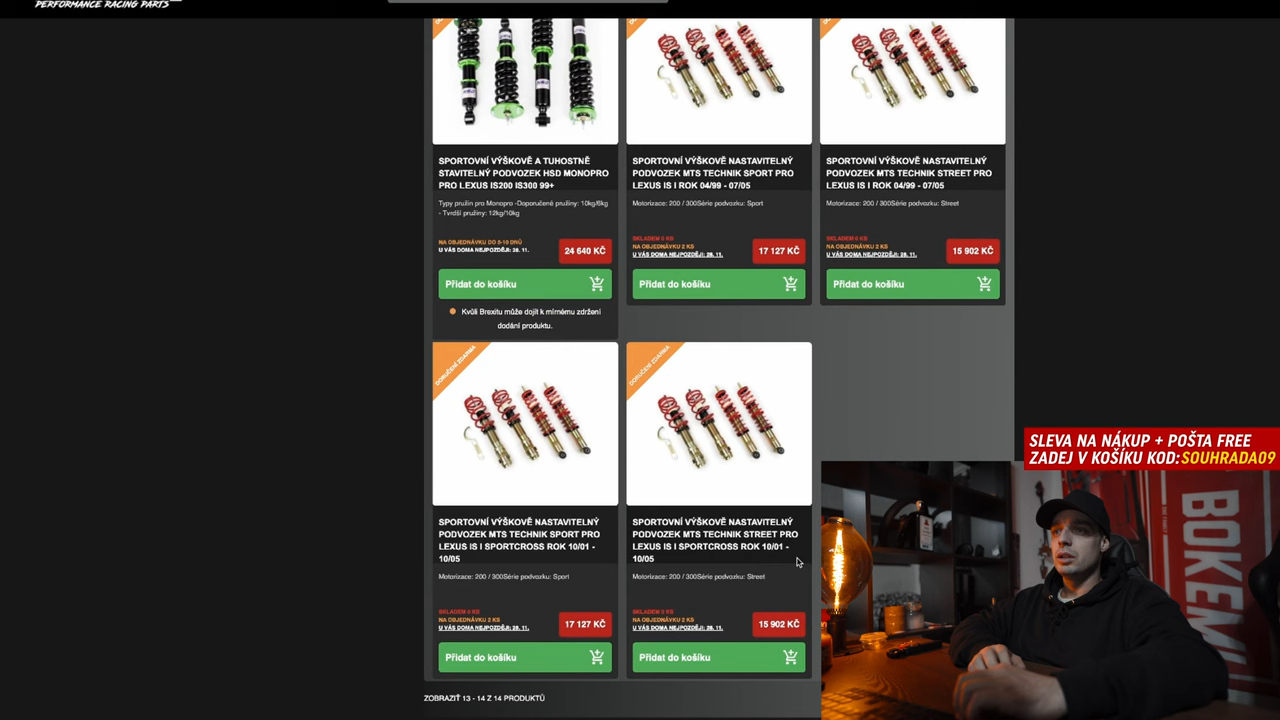 PERFORMANCE RACING PARTS
SPORTOVNÍ VÝŠKOVĚ A TUHOSTNĚ
STAVITELNÝ PODVOZEK HSD MONOPRO
PRO LEXUS IS200 IS300 99+
Typy pružin pro Monopro -Doporučené pružiny: 10kg/8kg
- Tvrdší pružiny: 12kg/10kg
NA OBJEDNÁVKU DO 5-10 DNŮ
U VÁS DOMA NEJPOZDĚJI: 28. 11.
24 640 KČ
Přidat do košíku
Kvůli Brexitu může dojít k mírnému zdržení
dodání produktu.
SPORTOVNÍ VÝŠKOVĚ NASTAVITELNÝ
PODVOZEK MTS TECHNIK SPORT PRO
LEXUS IS I ROK 04/99 - 07/05
Motorizace: 200 / 300Série podvozku: Sport
SKLADEM 0 KS
NA OBJEDNÁVKU 2 KS
U VÁS DOMA NEJPOZDĚJI: 28. 11.
17 127 KČ
Přidat do košíku
SPORTOVNÍ VÝŠKOVĚ NASTAVITELNÝ
PODVOZEK MTS TECHNIK STREET PRO
LEXUS IS I ROK 04/99 - 07/05
Motorizace: 200 / 300Série podvozku: Street
SKLADEM 0 KS
NA OBJEDNÁVKU 2 KS
U VÁS DOMA NEJPOZDĚJI: 28. 11.
15 902 KČ
Přidat do košíku
DORUČENÍ ZDARMA
SPORTOVNÍ VÝŠKOVĚ NASTAVITELNÝ
PODVOZEK MTS TECHNIK SPORT PRO
LEXUS IS I SPORTCROSS ROK 10/01 -
10/05
Motorizace: 200 / 300Série podvozku: Sport
SKLADEM 0 KS
NA OBJEDNÁVKU 2 KS
U VÁS DOMA NEJPOZDĚJI: 28. 11.
17 127 KČ
Přidat do košíku
DORUČENÍ ZDARMA
SPORTOVNÍ VÝŠKOVĚ NASTAVITELNÝ
PODVOZEK MTS TECHNIK STREET PRO
LEXUS IS I SPORTCROSS ROK 10/01 -
10/05
Motorizace: 200 / 300Série podvozku: Street
SKLADEM 0 KS
NA OBJEDNÁVKU 2 KS
U VÁS DOMA NEJPOZDĚJI: 28. 11.
15 902 KČ
Přidat do košíku
ZOBRAZIT 13 - 14 Z 14 PRODUKTŮ
SLEVA NA NÁKUP + POŠTA FREE
ZADEJ V KOŠÍKU KOD:SOUHRADA09